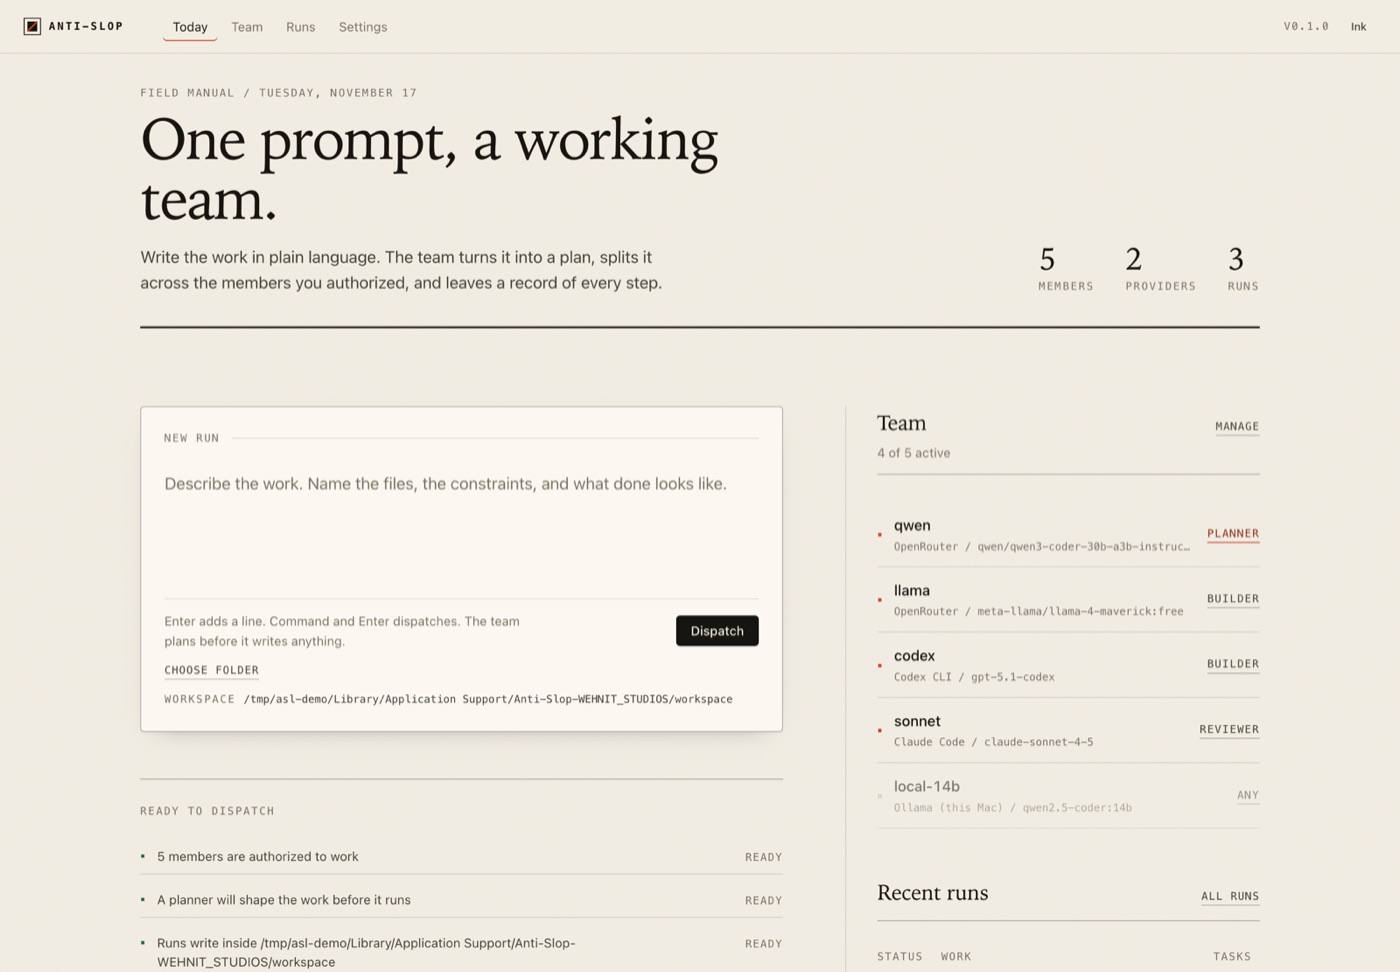 ANTI-SLOP
Today
Team
Runs
Settings
V0.1.0
Ink
FIELD MANUAL / TUESDAY, NOVEMBER 17
One prompt, a working
team.
Write the work in plain language. The team turns it into a plan, splits it
across the members you authorized, and leaves a record of every step.
5
MEMBERS
2
PROVIDERS
3
RUNS
NEW RUN
Describe the work. Name the files, the constraints, and what done looks like.
Enter adds a line. Command and Enter dispatches. The team
plans before it writes anything.
Dispatch
CHOOSE FOLDER
WORKSPACE /tmp/asl-demo/Library/Application Support/Anti-Slop-WEHNIT_STUDIOS/workspace
READY TO DISPATCH
5 members are authorized to work
READY
A planner will shape the work before it runs
READY
Runs write inside /tmp/asl-demo/Library/Application Support/Anti-Slop-
WEHNIT_STUDIOS/workspace
READY
Team
MANAGE
4 of 5 active
qwen
OpenRouter / qwen/qwen3-coder-30b-a3b-instruc…
PLANNER
llama
OpenRouter / meta-llama/llama-4-maverick:free
BUILDER
codex
Codex CLI / gpt-5.1-codex
BUILDER
sonnet
Claude Code / claude-sonnet-4-5
REVIEWER
local-14b
Ollama (this Mac) / qwen2.5-coder:14b
ANY
Recent runs
ALL RUNS
STATUS WORK TASKS